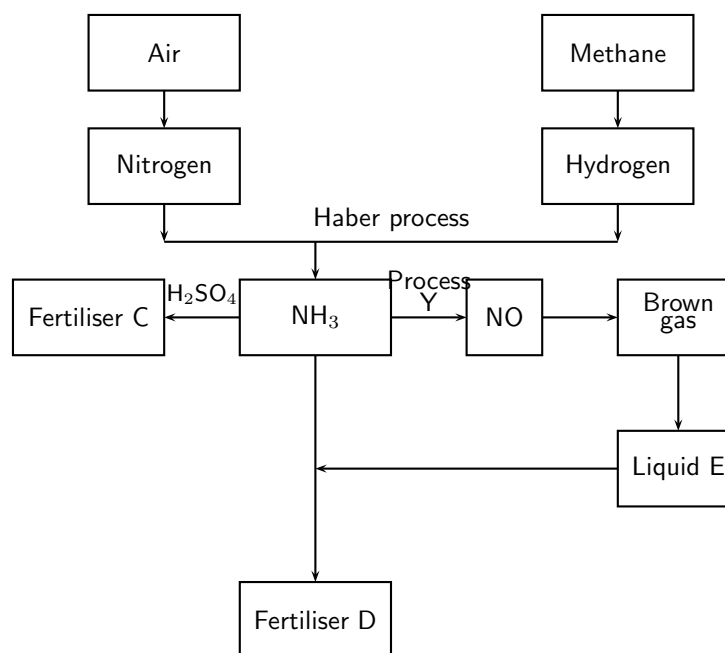 Air
Methane
Nitrogen
Hydrogen
Haber process
Fertiliser C
H₂SO₄
NH₃
Process
Y
NO
Brown
gas
Liquid E
Fertiliser D